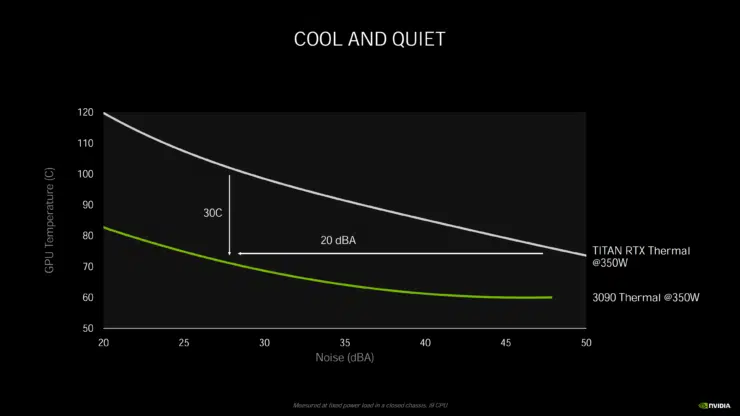 COOL AND QUIET
120
110
100
90
80
70
60
50
GPU Temperature (C)
30C
20 dBA
TITAN RTX Thermal
@350W
3090 Thermal @350W
20
25
30
35
40
45
50
Noise (dBA)
Measured at fixed power load in a closed chassis, i9 CPU
NVIDIA